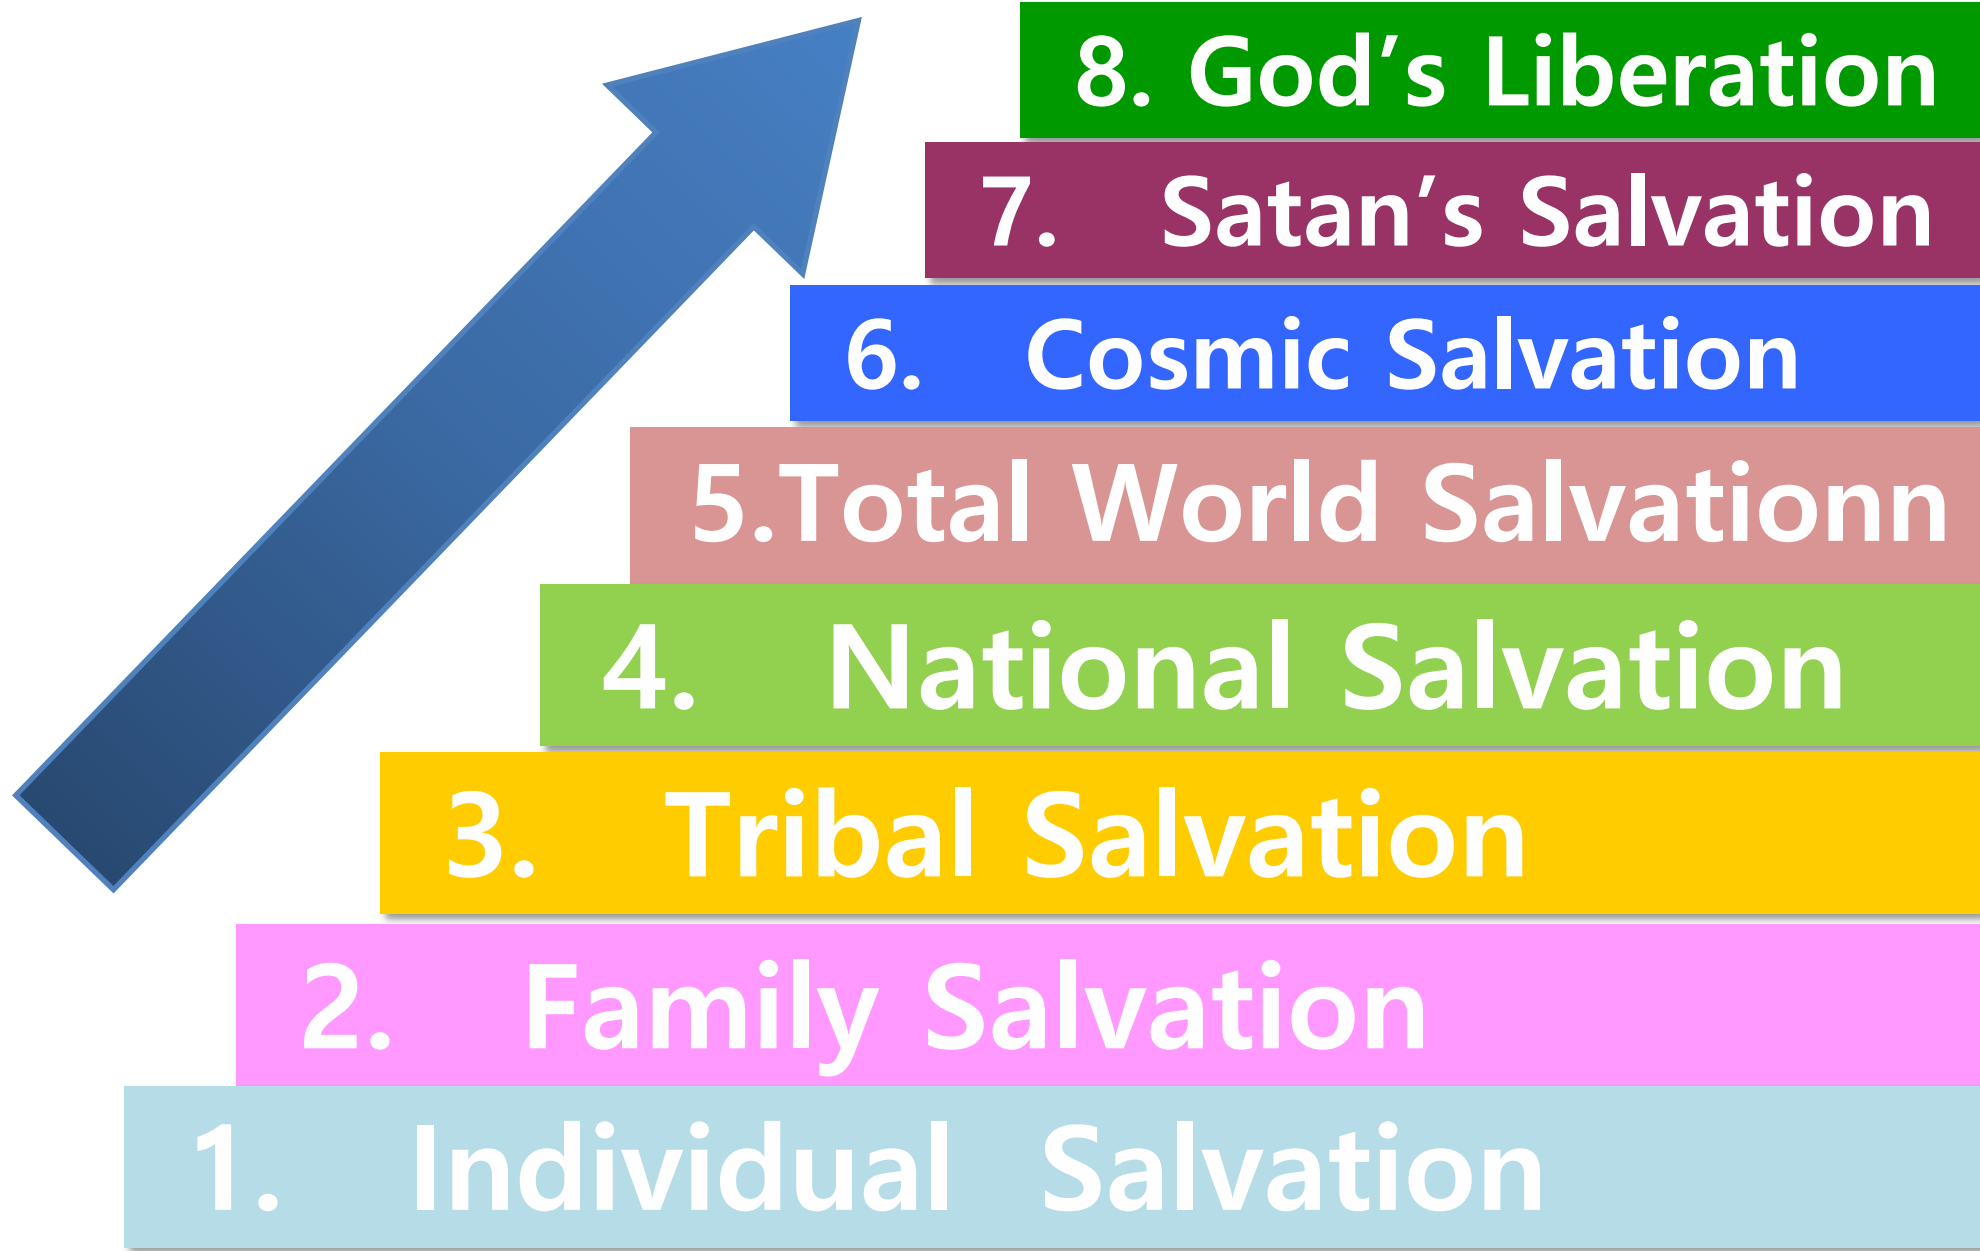 8. God’s Liberation
7. Satan’s Salvation
6. Cosmic Salvation
5.Total World Salvationn
4. National Salvation
3. Tribal Salvation
2. Family Salvation
1. Individual Salvation